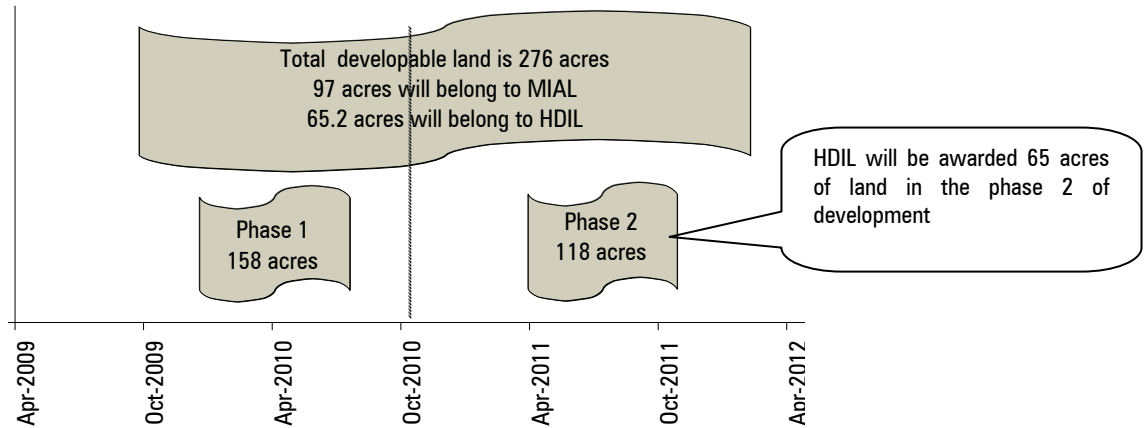 Total developable land is 276 acres
97 acres will belong to MIAL
65.2 acres will belong to HDIL
HDIL will be awarded 65 acres
of land in the phase 2 of
development
Phase 1
158 acres
Phase 2
118 acres
Apr-2009
Oct-2009
Apr-2010
Oct-2010
Apr-2011
Oct-2011
Apr-2012